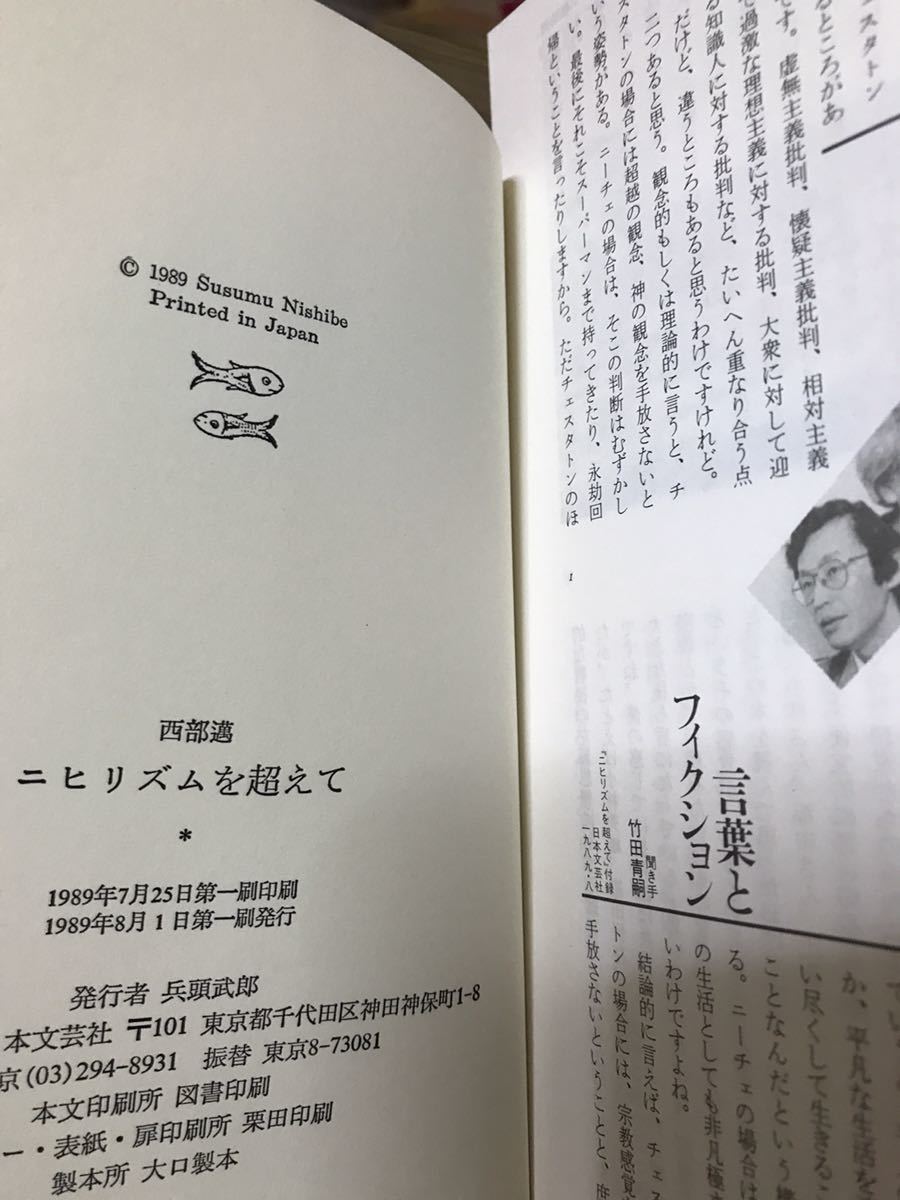 © 1989 Susumu Nishibe
Printed in Japan
西部邁
ニヒリズムを超えて
*
1989年7月25日第一刷印刷
1989年8月1日第一刷発行
発行者 兵頭武郎
本文芸社 〒101 東京都千代田区神田神保町1-8
京(03)294-8931 振替 東京8-73081
本文印刷所 図書印刷
ー・表紙・扉印刷所 栗田印刷
製本所 大口製本
ェスタトン
るところがあ
です。虚無主義批判、懐疑主義批判、相対主義
で過激な理想主義に対する批判、大衆に対して迎
る知識人に対する批判など、たいへん重なり合う点
だけど、違うところもあると思うわけですけれど。
二つあると思う。観念的もしくは理論的に言うと、チ
スタトンの場合には超越の観念、神の観念を手放さないと
いう姿勢がある。ニーチェの場合は、そこの判断はむずかし
い。最後にそれこそスーパーマンまで持ってきたり、永劫回
帰ということを言ったりしますから。ただチェスタトンのほ
1
言葉と
フィクション
聞き手
竹田青嗣
「ニヒリズムを超えて」付録
日本文芸社
一九八九・八
か、平凡な生活を
い尽くして生きるこ
ことなんだという
る。ニーチェの場合は
の生活としても非凡極
いわけですよね。
結論的に言えば、チェ
トンの場合には、宗教感覚
手放さないということと、庶